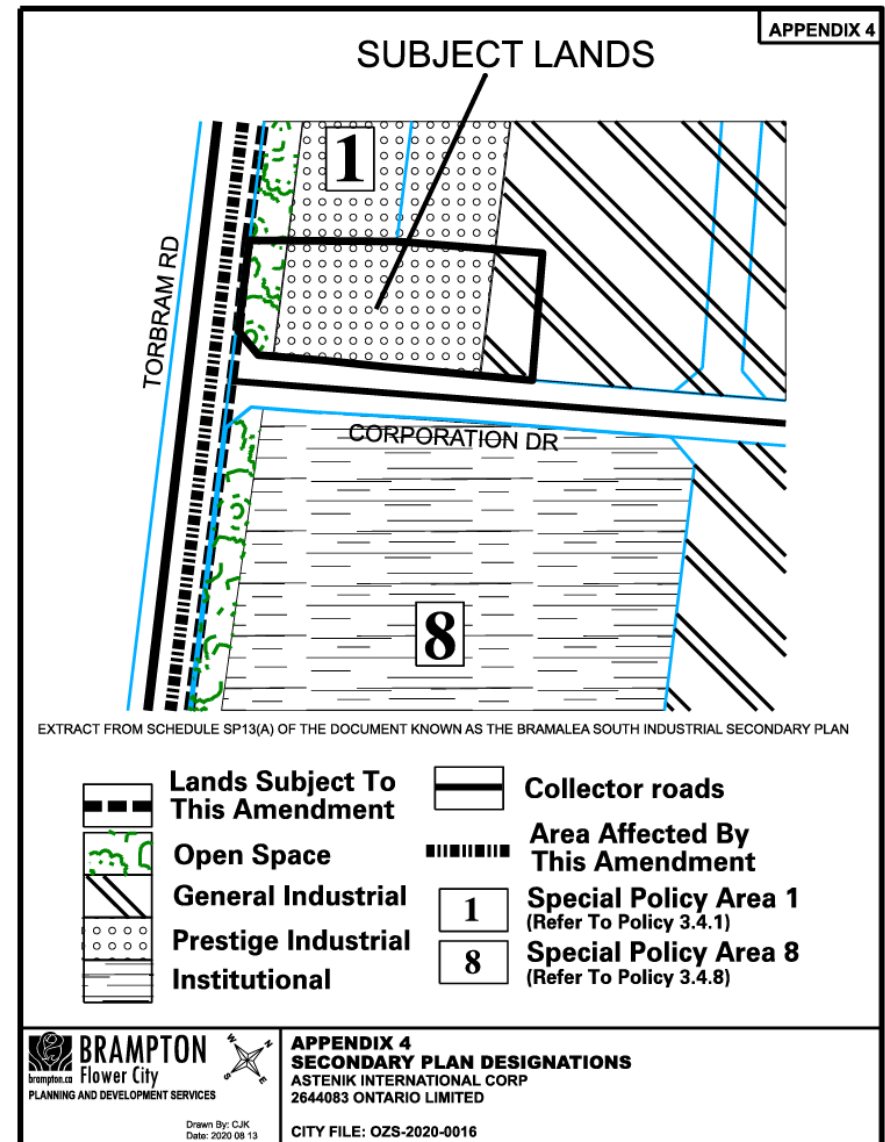 APPENDIX 4
SUBJECT LANDS
1
TORBRAM RD
CORPORATION DR
8
EXTRACT FROM SCHEDULE SP13(A) OF THE DOCUMENT KNOWN AS THE BRAMALEA SOUTH INDUSTRIAL SECONDARY PLAN
Lands Subject To
This Amendment
Open Space
General Industrial
Prestige Industrial
Institutional
Collector roads
Area Affected By
This Amendment
1
Special Policy Area 1
(Refer To Policy 3.4.1)
8
Special Policy Area 8
(Refer To Policy 3.4.8)
BRAMPTON
brampton.ca Flower City
PLANNING AND DEVELOPMENT SERVICES
W N
S E
Drawn By: CJK
Date: 2020 08 13
APPENDIX 4
SECONDARY PLAN DESIGNATIONS
ASTENIK INTERNATIONAL CORP
2644083 ONTARIO LIMITED
CITY FILE: OZS-2020-0016